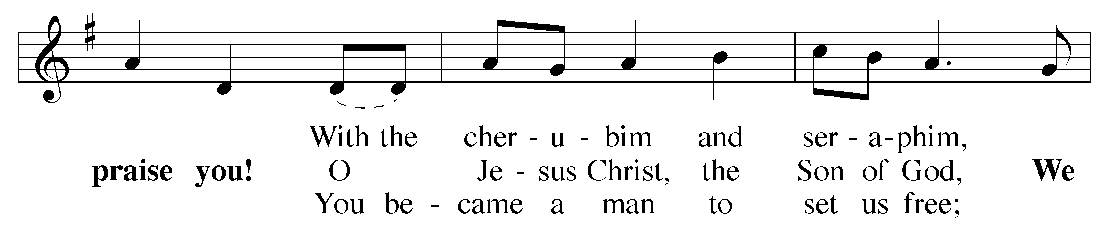 With the cher - u - bim and ser - a - phim,
praise you! O Je - sus Christ, the Son of God, We
You be - came a man to set us free;